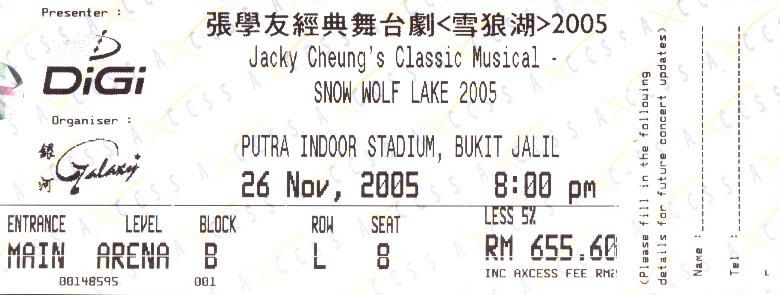 Presenter :
DiGi
Organiser :
銀河
Galaxy
張學友經典舞台劇<雪狼湖>2005
Jacky Cheung's Classic Musical -
SNOW WOLF LAKE 2005
PUTRA INDOOR STADIUM, BUKIT JALIL
26 Nov, 2005 8:00 pm
ENTRANCE LEVEL BLOCK ROW SEAT LESS 5%
MAIN ARENA B L 8 RM 655.60
00148595 001 INC AXCESS FEE RM2
(Please fill in the following
details for future concert updates)
Name :
Tel :